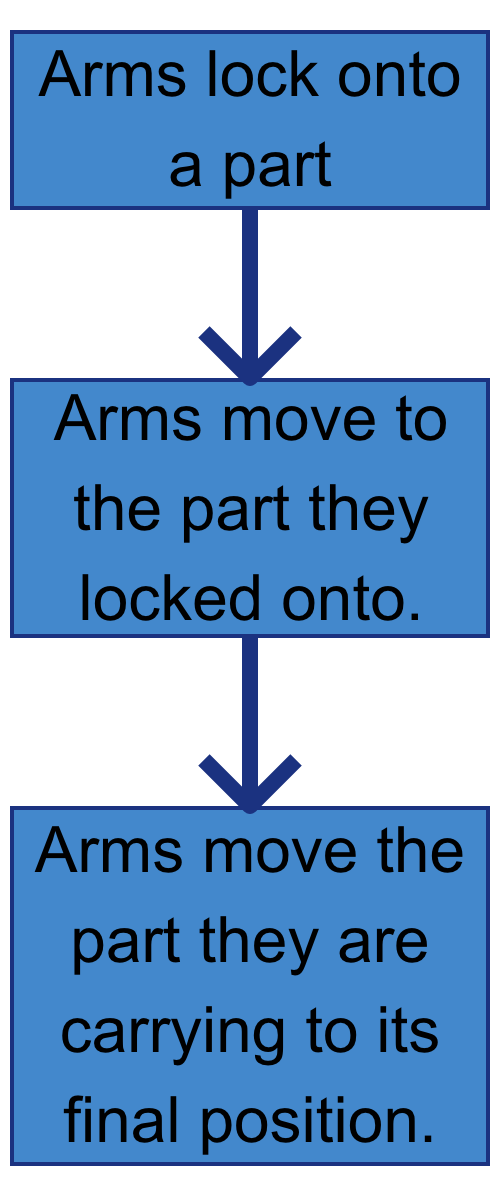 Arms lock onto
a part
Arms move to
the part they
locked onto.
Arms move the
part they are
carrying to its
final position.